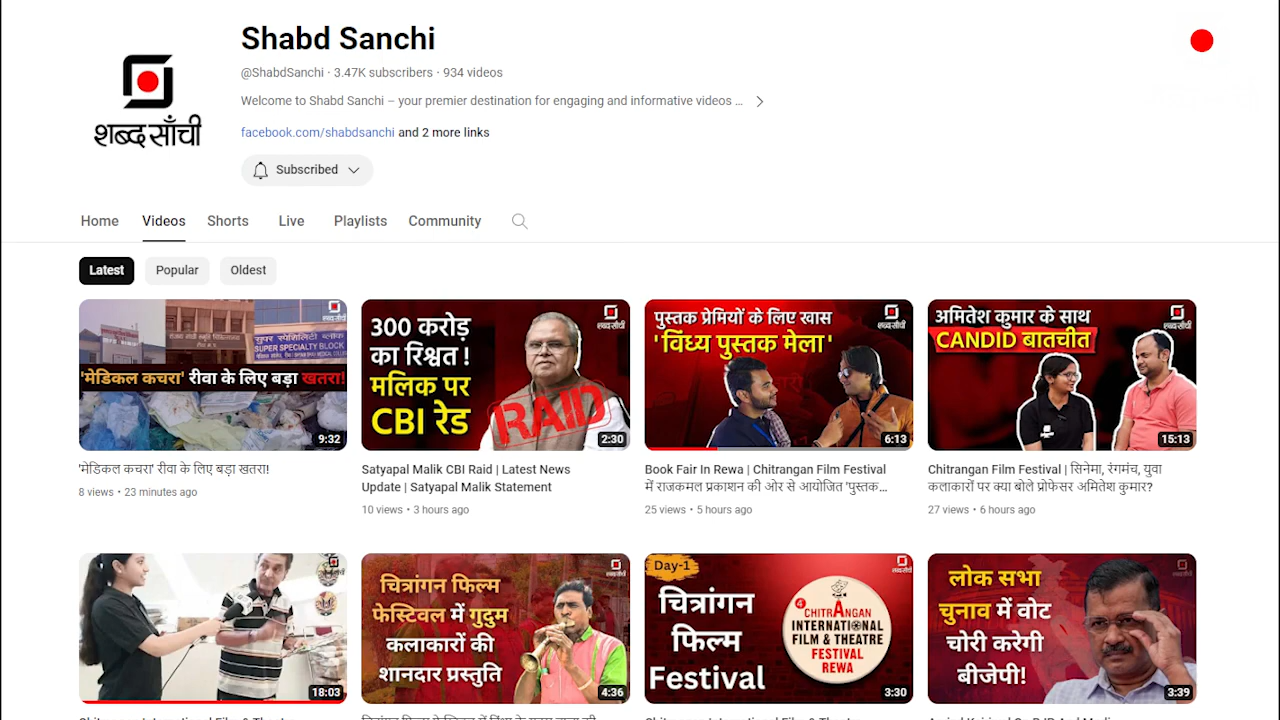 Shabd Sanchi
@ShabdSanchi · 3.47K subscribers · 934 videos
Welcome to Shabd Sanchi – your premier destination for engaging and informative videos ...
शब्द साँची
facebook.com/shabdsanchi and 2 more links
Subscribed
Home Videos Shorts Live Playlists Community
Latest Popular Oldest
सुपर स्पेशिलिटी ब्लाक
SUPER SPECIALTY BLOCK
'मेडिकल कचरा' रीवा के लिए बड़ा खतरा!
9:32
300 करोड़
का रिश्वत!
मलिक पर
CBI रेड
RAID
शब्द साँची
2:30
पुस्तक प्रेमियों के लिए खास
'विंध्य पुस्तक मेला'
शब्द साँची
6:13
अमितेश कुमार के साथ
CANDID बातचीत
शब्द साँची
15:13
'मेडिकल कचरा' रीवा के लिए बड़ा खतरा!
8 views • 23 minutes ago
Satyapal Malik CBI Raid | Latest News
Update | Satyapal Malik Statement
10 views • 3 hours ago
Book Fair In Rewa | Chitrangan Film Festival
में राजकमल प्रकाशन की ओर से आयोजित 'पुस्तक...
25 views • 5 hours ago
Chitrangan Film Festival | सिनेमा, रंगमंच, युवा
कलाकारों पर क्या बोले प्रोफेसर अमितेश कुमार?
27 views • 6 hours ago
18:03
चित्रांगन फिल्म
फेस्टिवल में गुदुम
कलाकारों की
शानदार प्रस्तुति
4:36
Day-1
चित्रांगन
फिल्म
Festival
4
CHITRANGAN
INTERNATIONAL
FILM & THEATRE
FESTIVAL
REWA
3:30
लोक सभा
चुनाव में वोट
चोरी करेगी
बीजेपी!
3:39